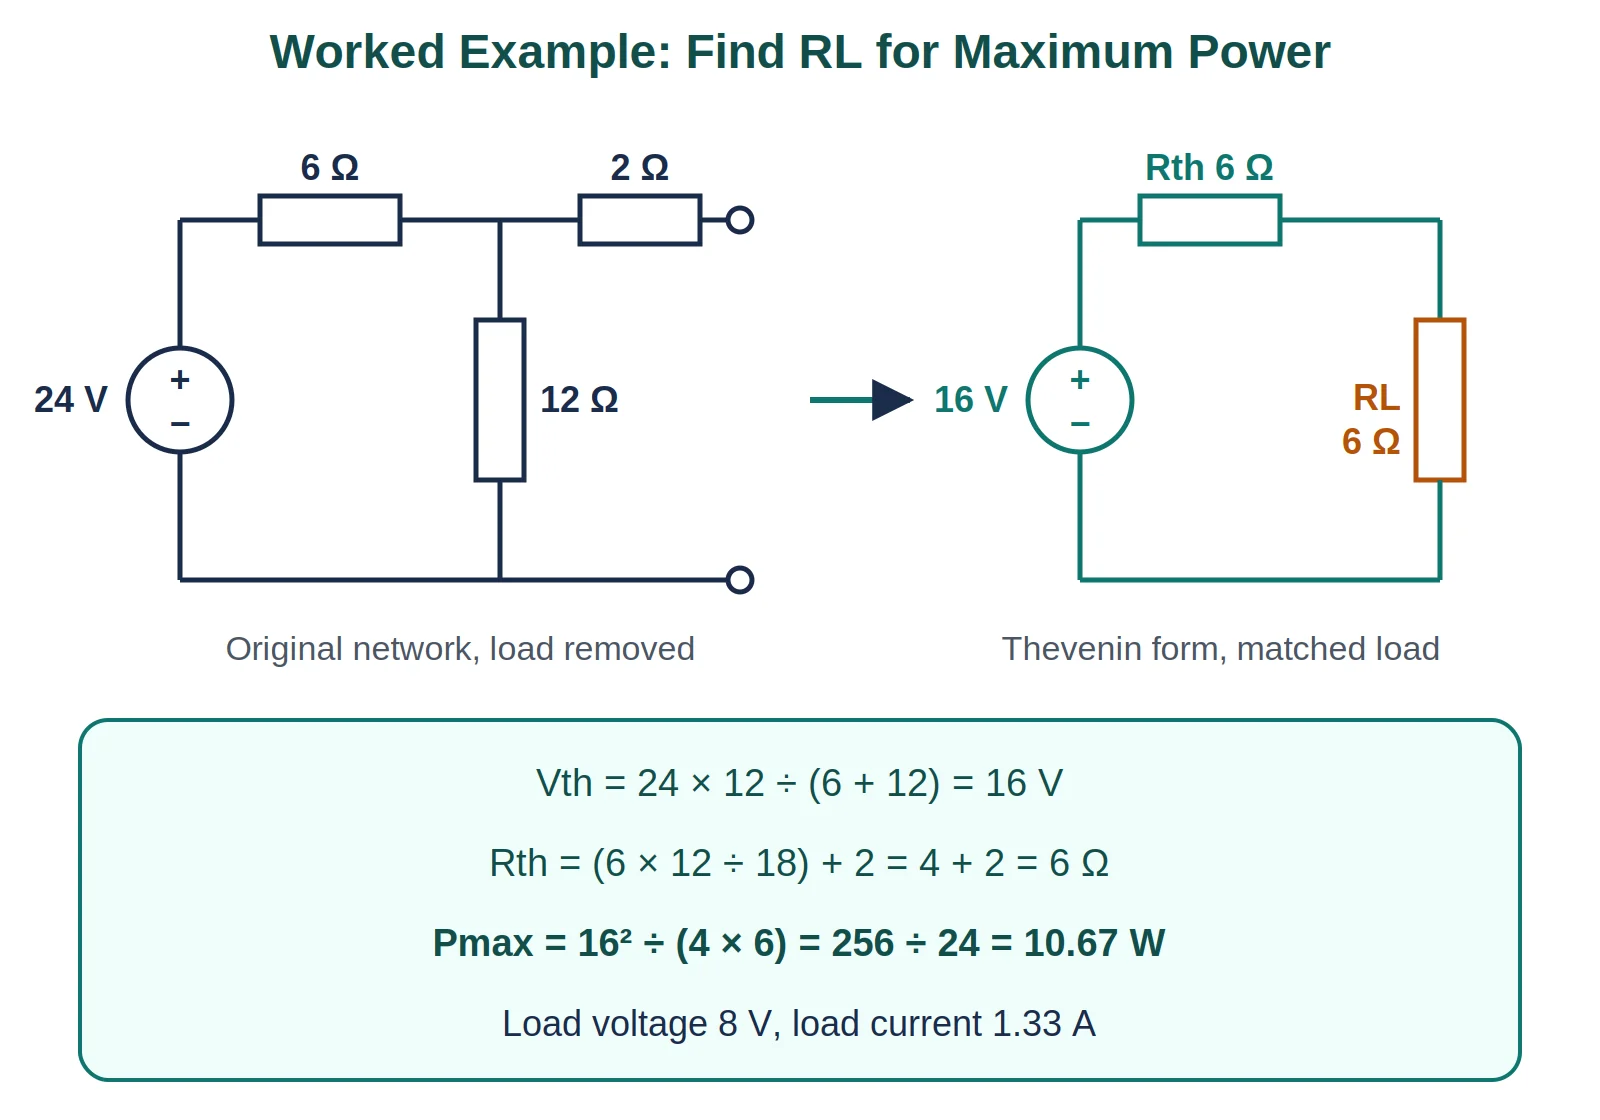 Worked Example: Find RL for Maximum Power
6 Ω
2 Ω
24 V
+
−
12 Ω
Original network, load removed
Rth 6 Ω
16 V
+
−
RL
6 Ω
Thevenin form, matched load
Vth = 24 × 12 ÷ (6 + 12) = 16 V
Rth = (6 × 12 ÷ 18) + 2 = 4 + 2 = 6 Ω
Pmax = 16² ÷ (4 × 6) = 256 ÷ 24 = 10.67 W
Load voltage 8 V, load current 1.33 A